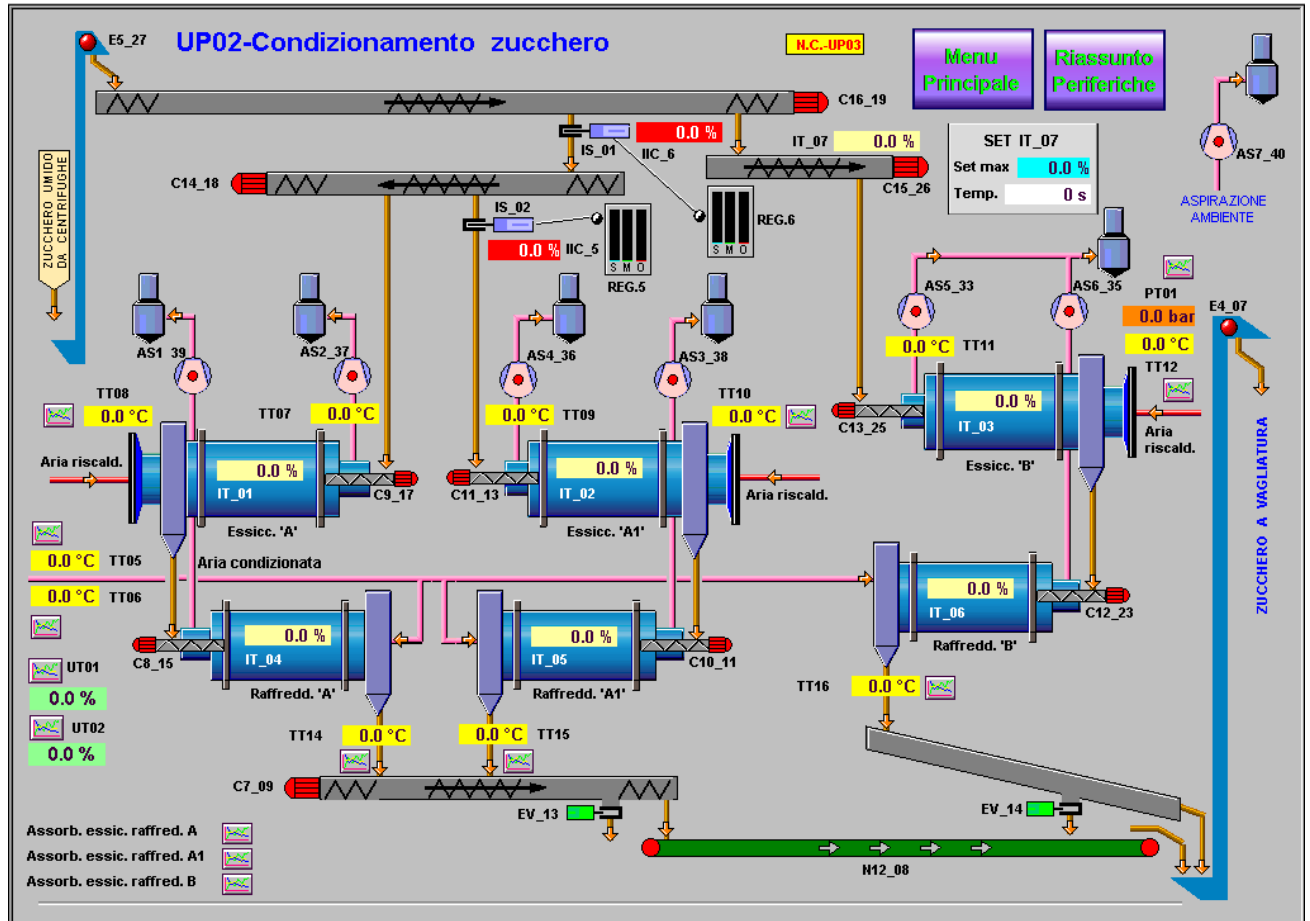 E5_27
UP02-Condizionamento zucchero
N.C.-UP03
Menu
Principale
Riassunto
Periferiche
C16_19
AS7_40
ASPIRAZIONE
AMBIENTE
IS_01
IIC_6
0.0 %
IT_07
0.0 %
SET IT_07
Set max
0.0 %
Temp.
0 s
C15_26
C14_18
ZUCCHERO UMIDO
DA CENTRIFUGHE
IS_02
0.0 %
IIC_5
S M O
REG.5
S M O
REG.6
AS1_39
AS2_37
AS4_36
AS3_38
AS5_33
AS6_35
PT01
0.0 bar
0.0 °C
TT12
E4_07
0.0 °C
TT11
TT08
0.0 °C
TT07
0.0 °C
0.0 °C
TT09
TT10
0.0 °C
C13_25
0.0 %
IT_03
Essicc. 'B'
Aria
riscald.
Aria riscald.
0.0 %
IT_01
Essicc. 'A'
C9_17
C11_13
0.0 %
IT_02
Essicc. 'A1'
Aria riscald.
ZUCCHERO A VAGLIATURA
0.0 °C
TT05
Aria condizionata
0.0 °C
TT06
C8_15
0.0 %
IT_04
Raffredd. 'A'
0.0 %
IT_05
Raffredd. 'A1'
C10_11
0.0 %
IT_06
Raffredd. 'B'
C12_23
UT01
0.0 %
UT02
0.0 %
TT14
0.0 °C
0.0 °C
TT15
TT16
0.0 °C
C7_09
EV_13
EV_14
N12_08
Assorb. essic. raffred. A
Assorb. essic. raffred. A1
Assorb. essic. raffred. B